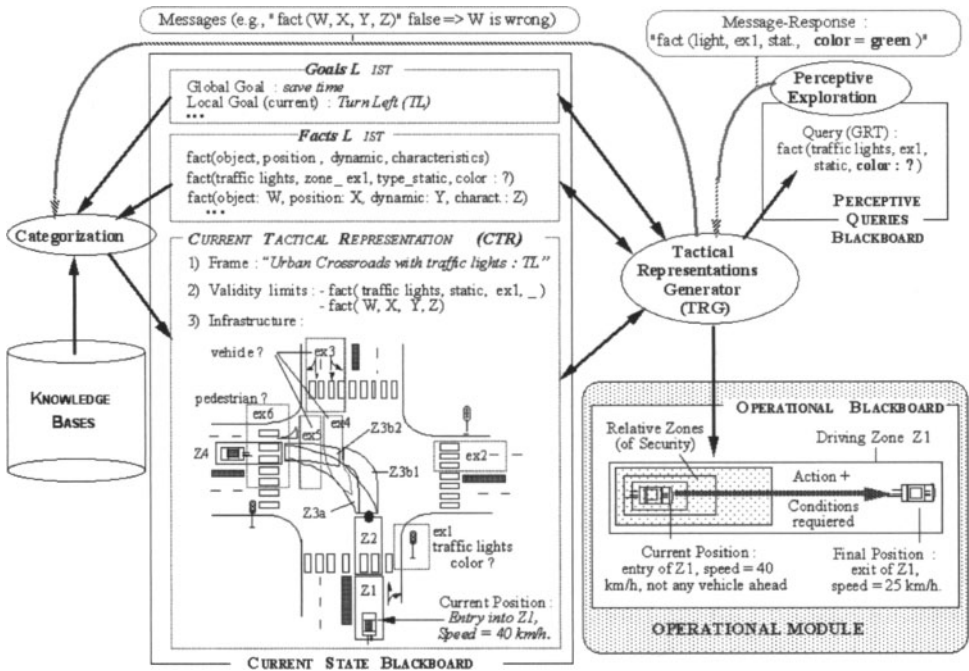 Messages (e.g., " fact (W, X, Y, Z)" false => W is wrong)
Message-Response :
"fact (light, ex1, stat., color = green )"
Perceptive
Exploration
Query (GRT) :
fact (traffic lights, ex1,
static, color : ?)
PERCEPTIVE
QUERIES
BLACKBOARD
GOALS L IST
Global Goal : save time
Local Goal (current) : Turn Left (TL)
•••
FACTS L IST
fact(object, position , dynamic, characteristics)
fact(traffic lights, zone_ ex1, type_static, color : ?)
fact(object: W, position: X, dynamic: Y, charact.: Z)
•••
Categorization
KNOWLEDGE
BASES
CURRENT TACTICAL REPRESENTATION (CTR)
1) Frame : "Urban Crossroads with traffic lights : TL"
2) Validity limits : - fact( traffic lights, static, ex1, _ )
- fact( W, X, Y, Z)
3) Infrastructure :
vehicle ?
ex3
pedestrian ?
ex6
ex4
ex5
Z3b2
Z4
ex2
Z3b1
Z3a
Z2
ex1
traffic lights
color ?
Z1
Current Position :
Entry into Z1,
Speed = 40 km/h.
CURRENT STATE BLACKBOARD
Tactical
Representations
Generator
(TRG)
OPERATIONAL BLACKBOARD
Relative Zones
(of Security)
Driving Zone Z1
Action +
Conditions
requiered
Current Position :
entry of Z1, speed = 40
km/h, not any vehicle ahead
Final Position :
exit of Z1,
speed = 25 km/h.
OPERATIONAL MODULE